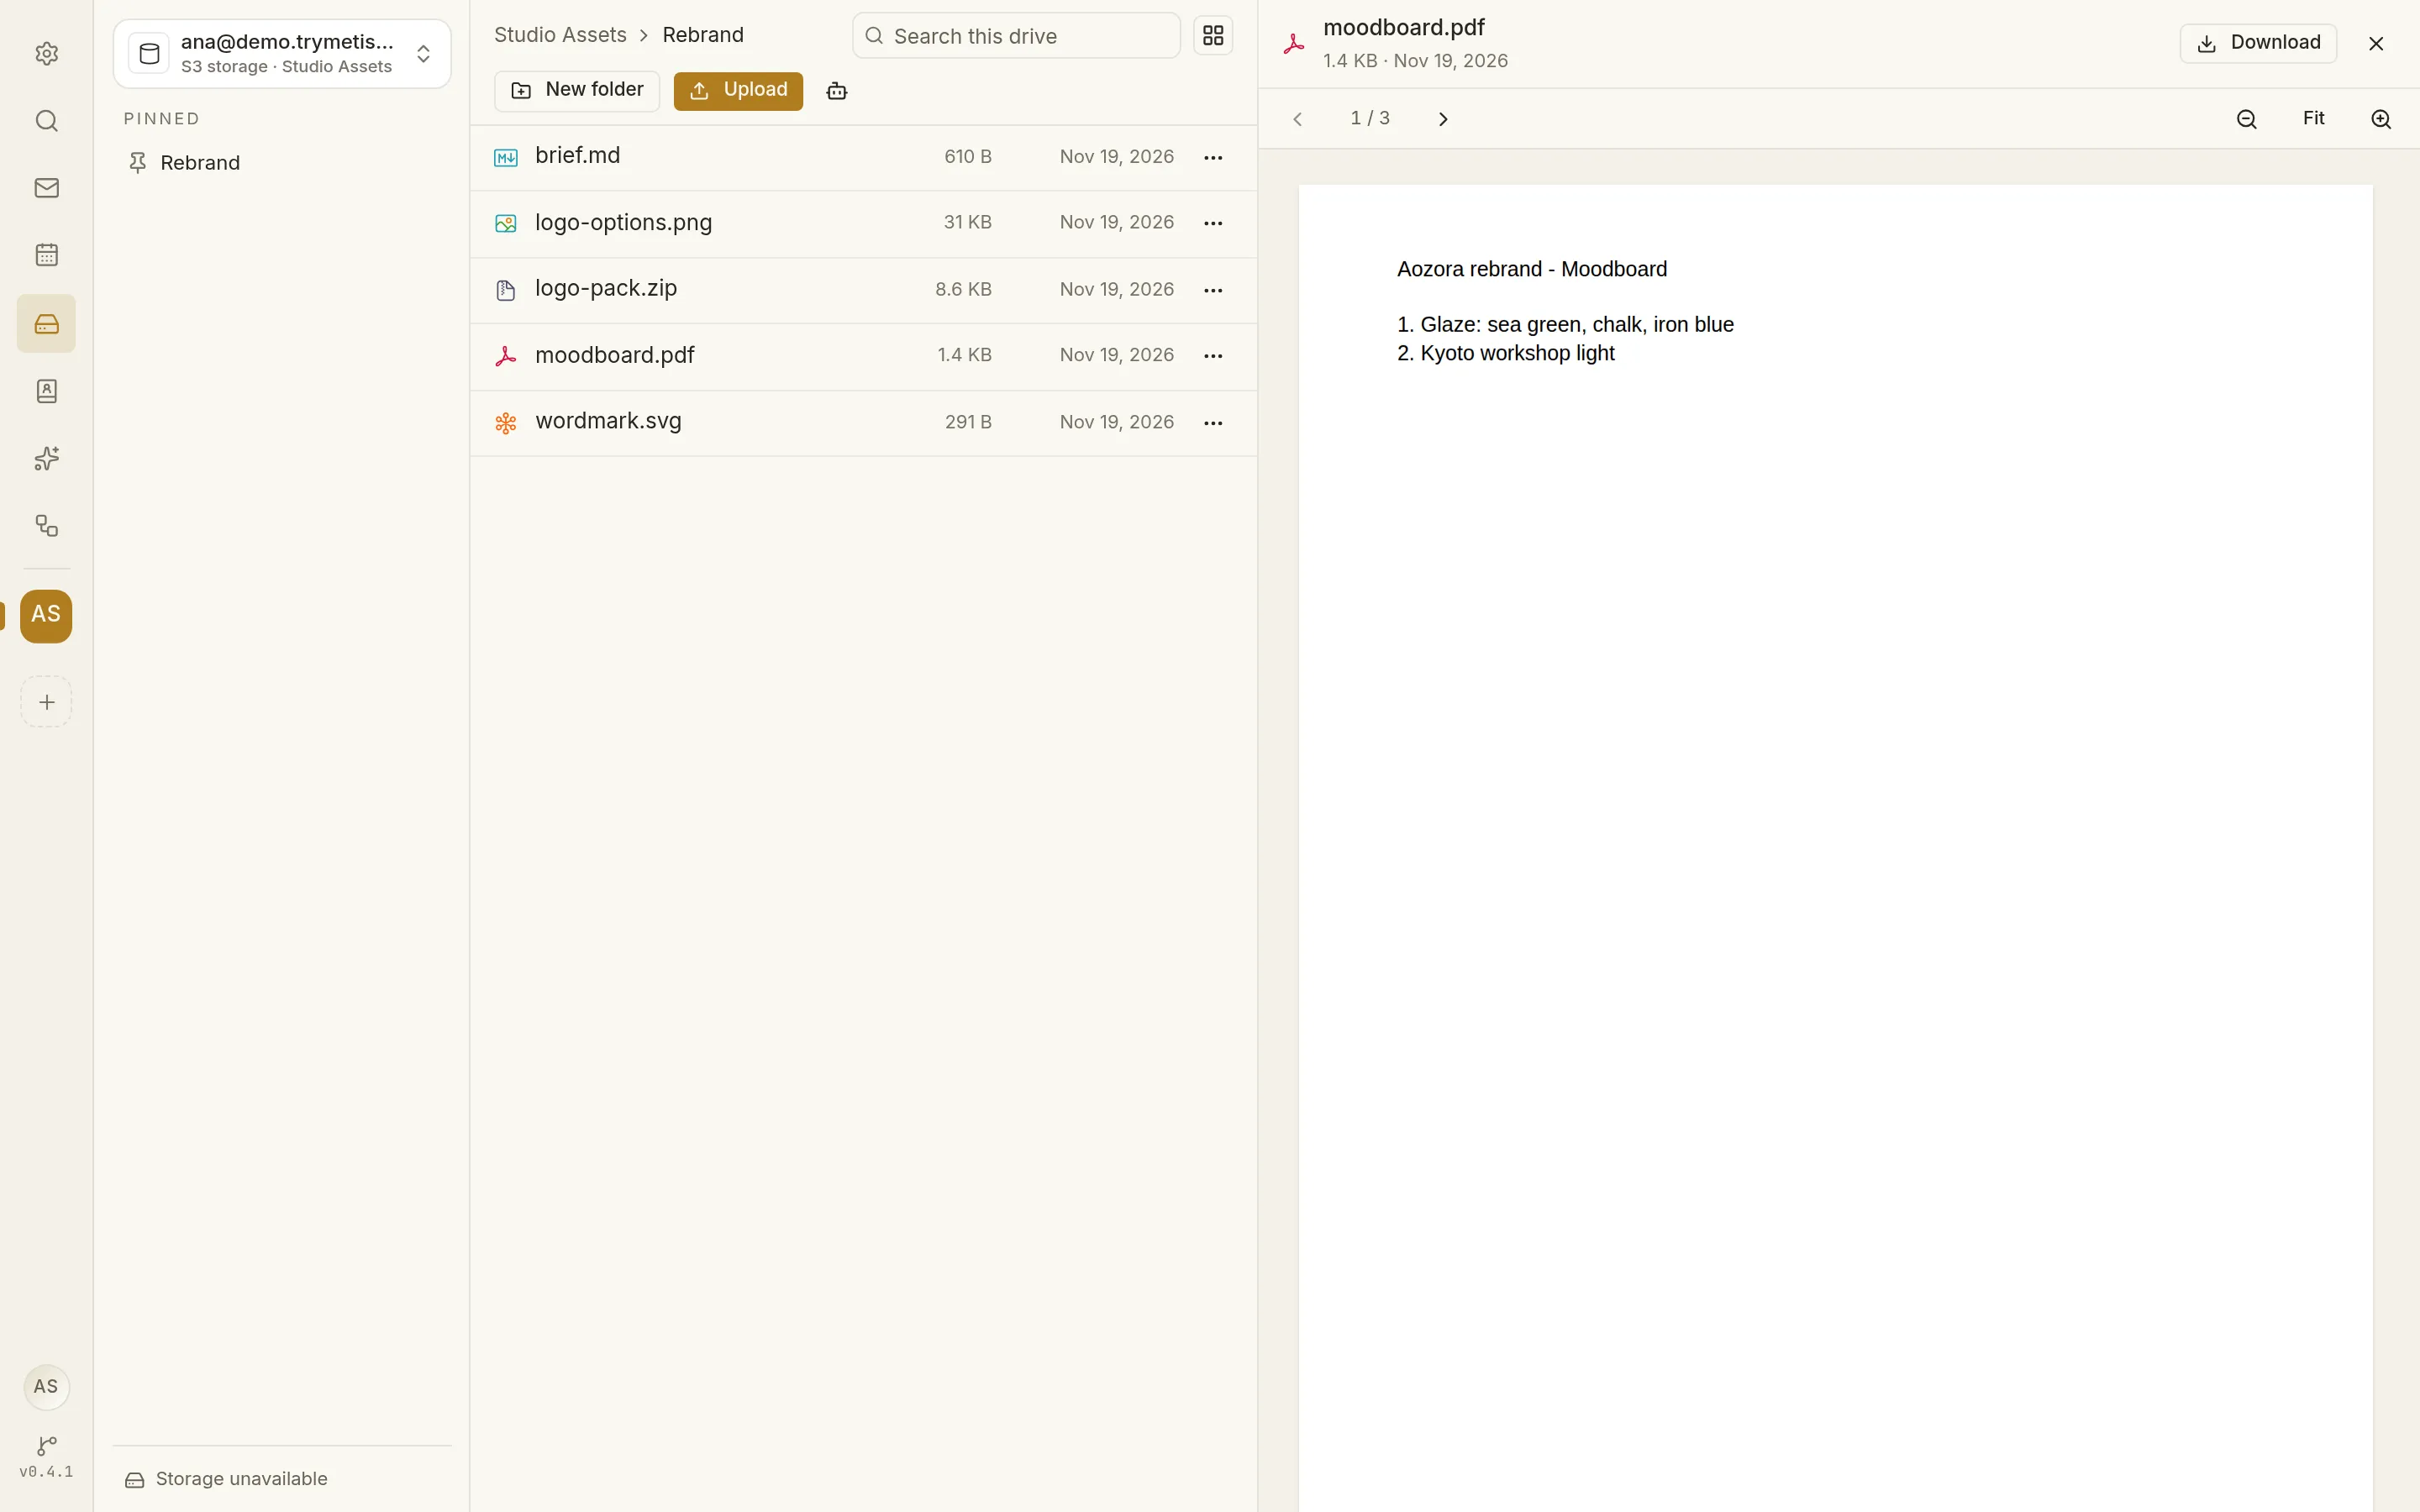 ana@demo.trymetis...
S3 storage · Studio Assets
PINNED
Rebrand
AS
AS
v0.4.1
Storage unavailable
Studio Assets > Rebrand
Search this drive
New folder
Upload
brief.md 610 B Nov 19, 2026
logo-options.png 31 KB Nov 19, 2026
logo-pack.zip 8.6 KB Nov 19, 2026
moodboard.pdf 1.4 KB Nov 19, 2026
wordmark.svg 291 B Nov 19, 2026
moodboard.pdf
1.4 KB · Nov 19, 2026
Download
1 / 3
Fit
Aozora rebrand - Moodboard
1. Glaze: sea green, chalk, iron blue
2. Kyoto workshop light